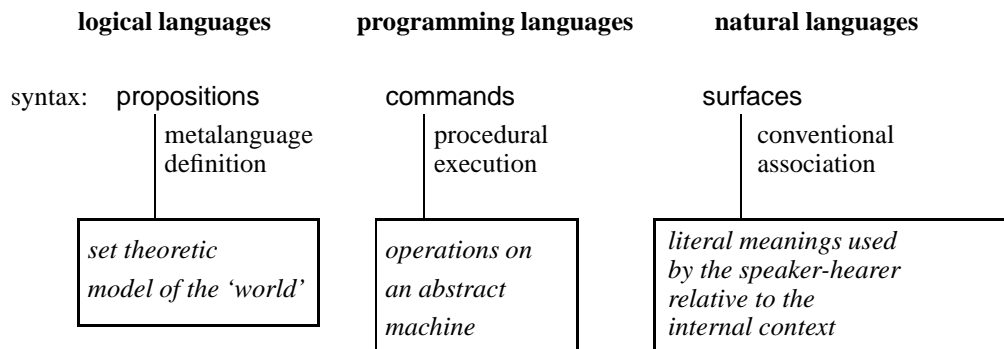 logical languages programming languages natural languages
syntax: propositions commands surfaces
metalanguage procedural conventional
definition execution association
set theoretic operations on literal meanings used
model of the ‘world’ an abstract by the speaker-hearer
machine relative to the
internal context